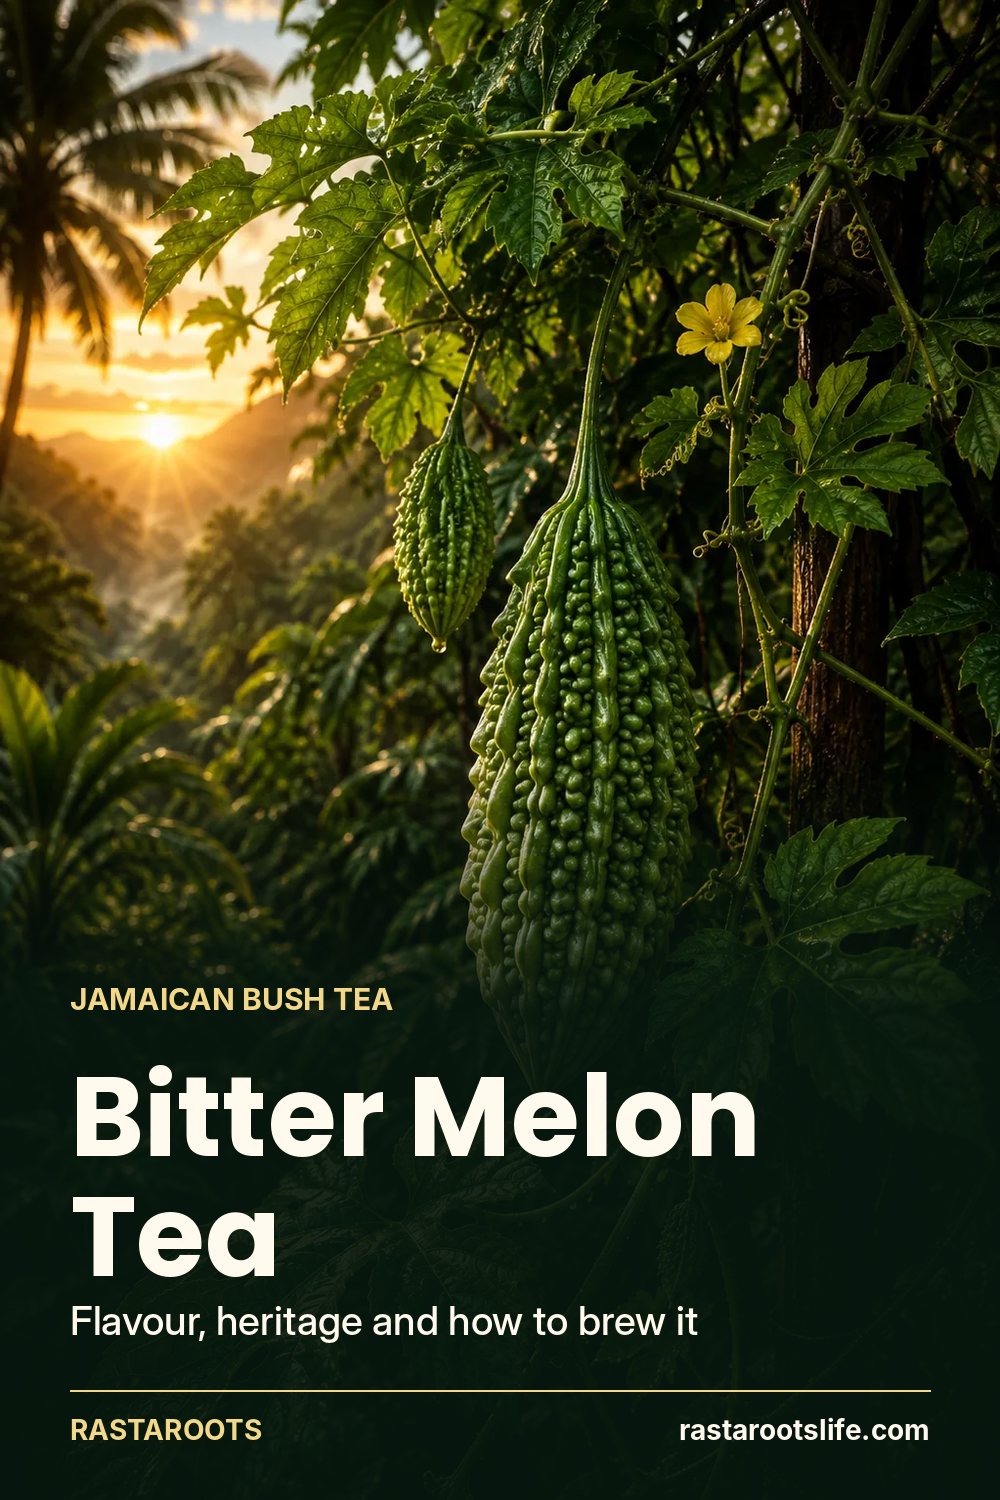 JAMAICAN BUSH TEA
Bitter Melon
Tea
Flavour, heritage and how to brew it
RASTAROOTS
rastarootslife.com